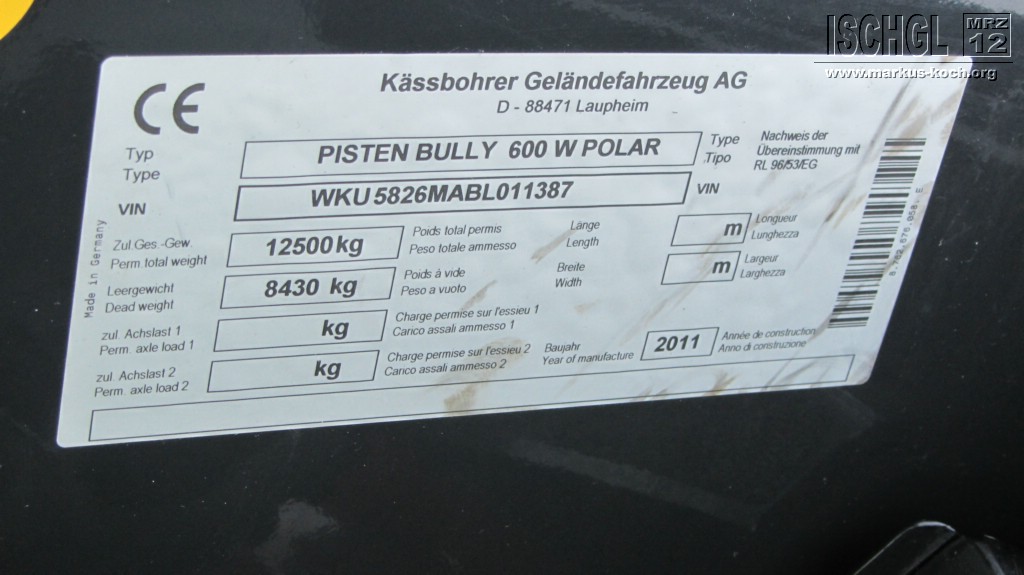 ISCHGL MRZ 12
www.markus-koch.org
CE
Kässbohrer Geländefahrzeug AG
D - 88471 Laupheim
Typ
Type
PISTEN BULLY 600 W POLAR
Type
Tipo
Nachweis der
Übereinstimmung mit
RL 96/53/EG
VIN
WKU5826MABL011387
VIN
Zul Ges.-Gew.
Perm.total weight
12500kg
Poids total permis
Peso totale ammesso
Länge
Length
m
Longueur
Lunghezza
Leergewicht
Dead weight
8430 kg
Poids à vide
Peso a vuoto
Breite
Width
m
Largeur
Larghezza
zul. Achslast 1
Perm. axle load 1
kg
Charge permise sur l'essieu 1
Carico assali ammesso 1
zul. Achslast 2
Perm. axle load 2
kg
Charge permise sur l'essieu 2
Carico assali ammesso 2
Baujahr
Year of manufacture
2011
Année de construction
Anno di construzione
Made in Germany